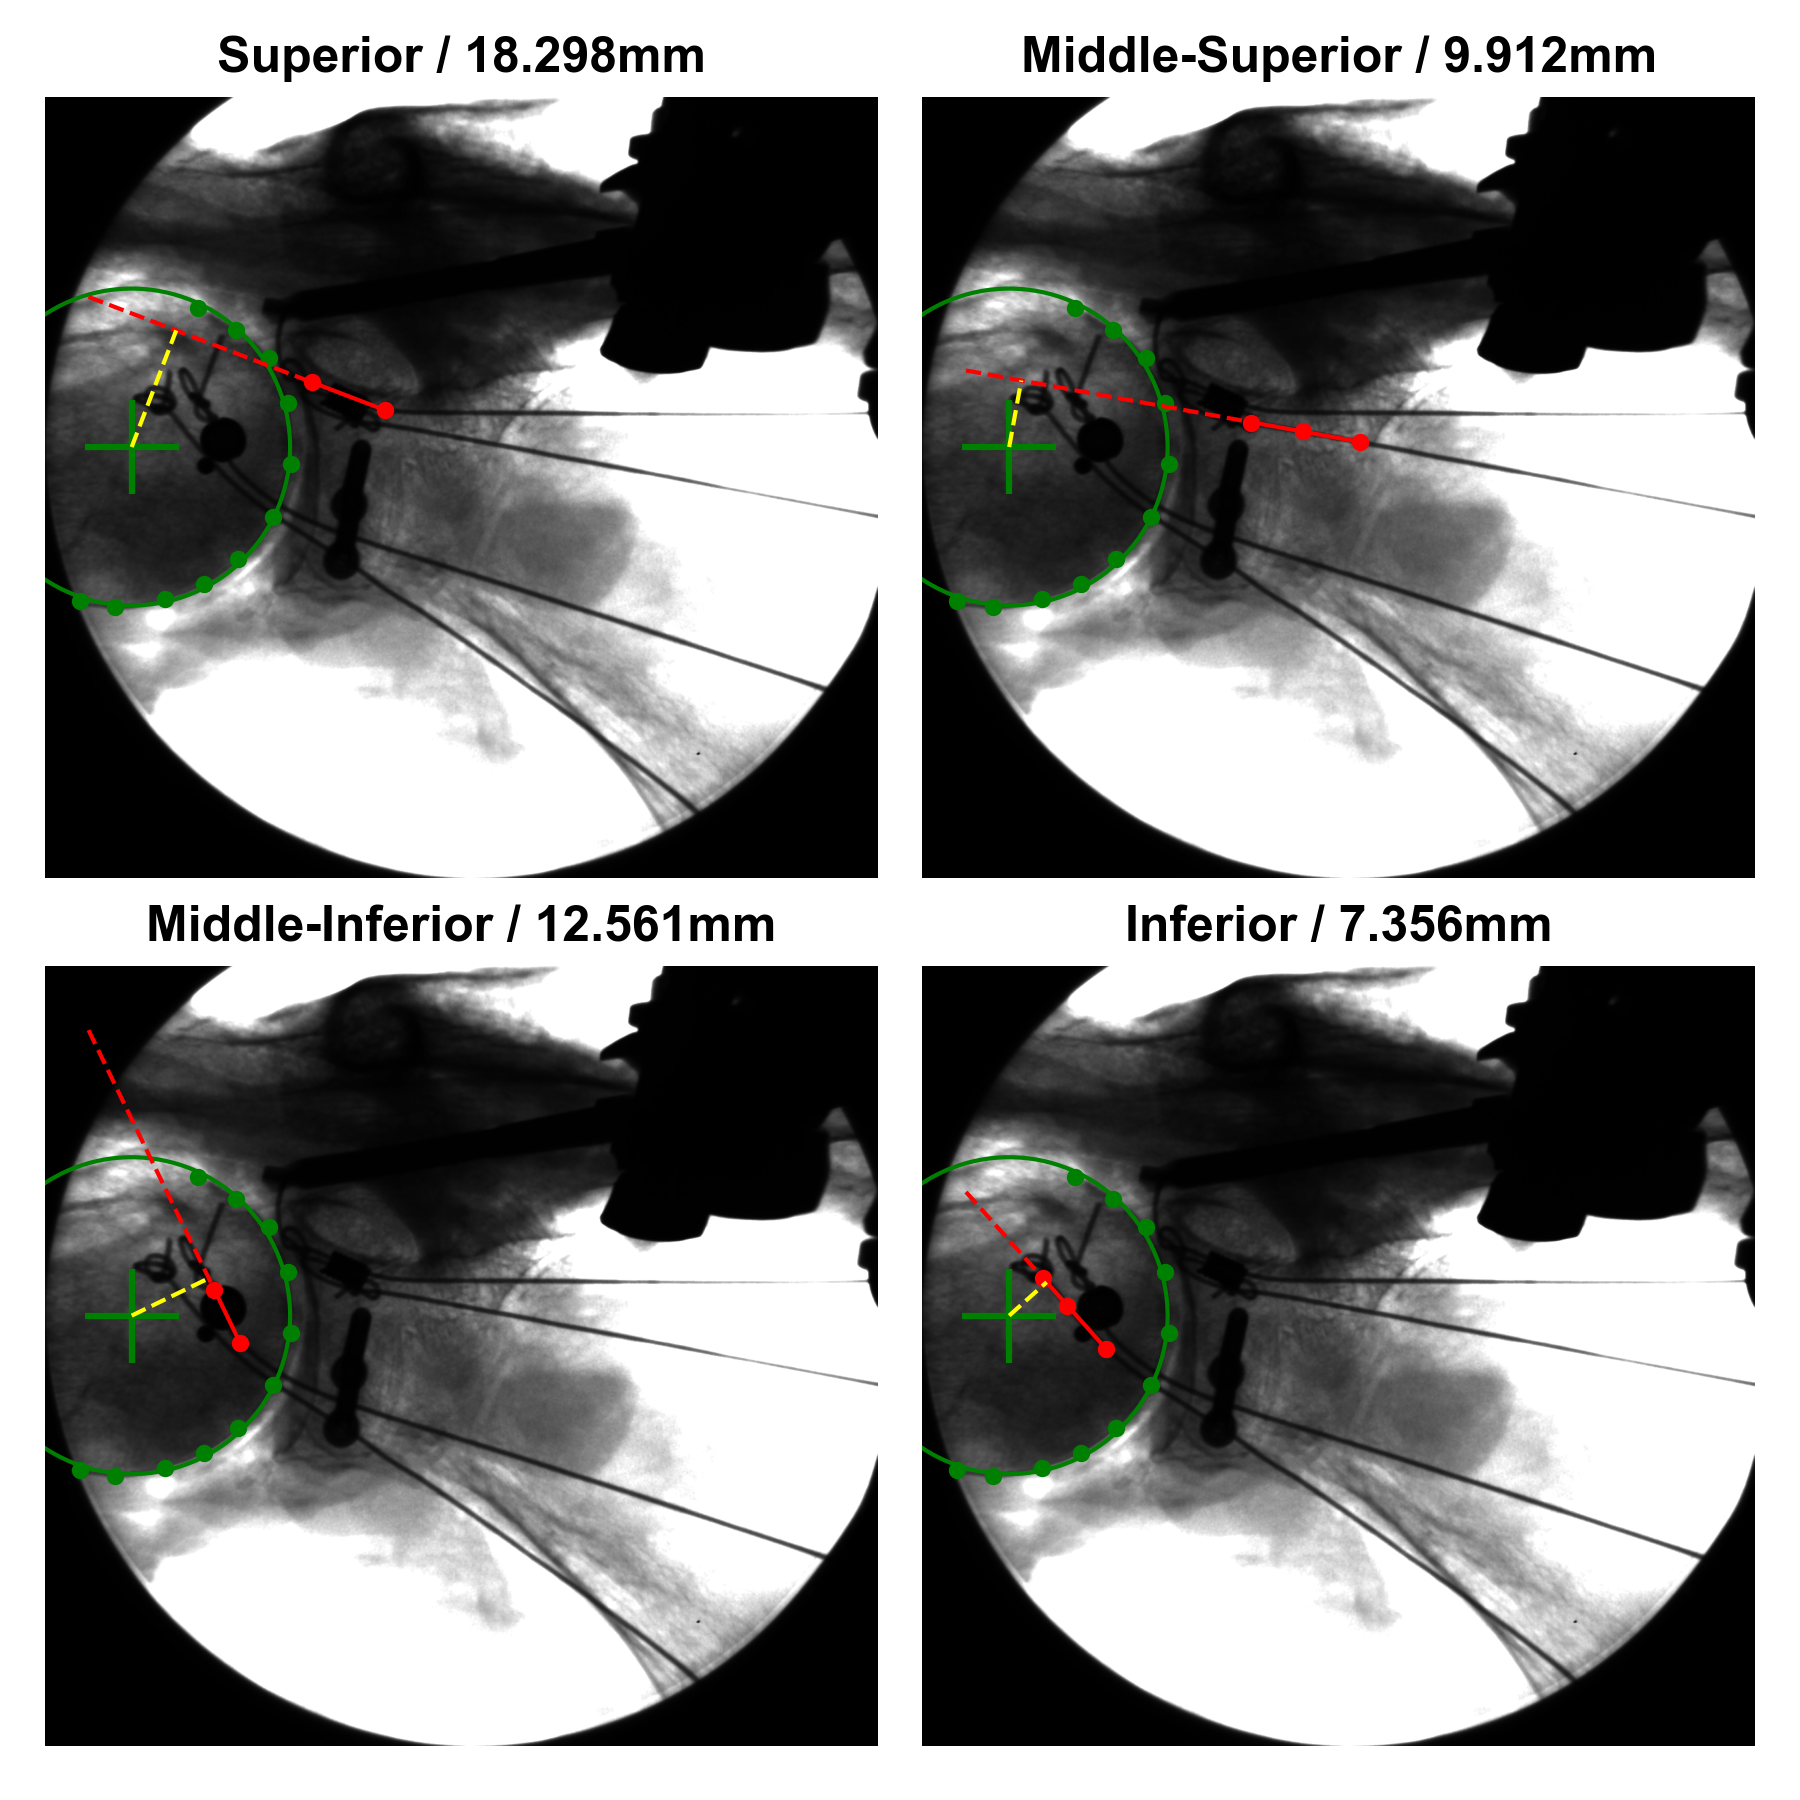 Superior / 18.298mm
Middle-Superior / 9.912mm
Middle-Inferior / 12.561mm
Inferior / 7.356mm